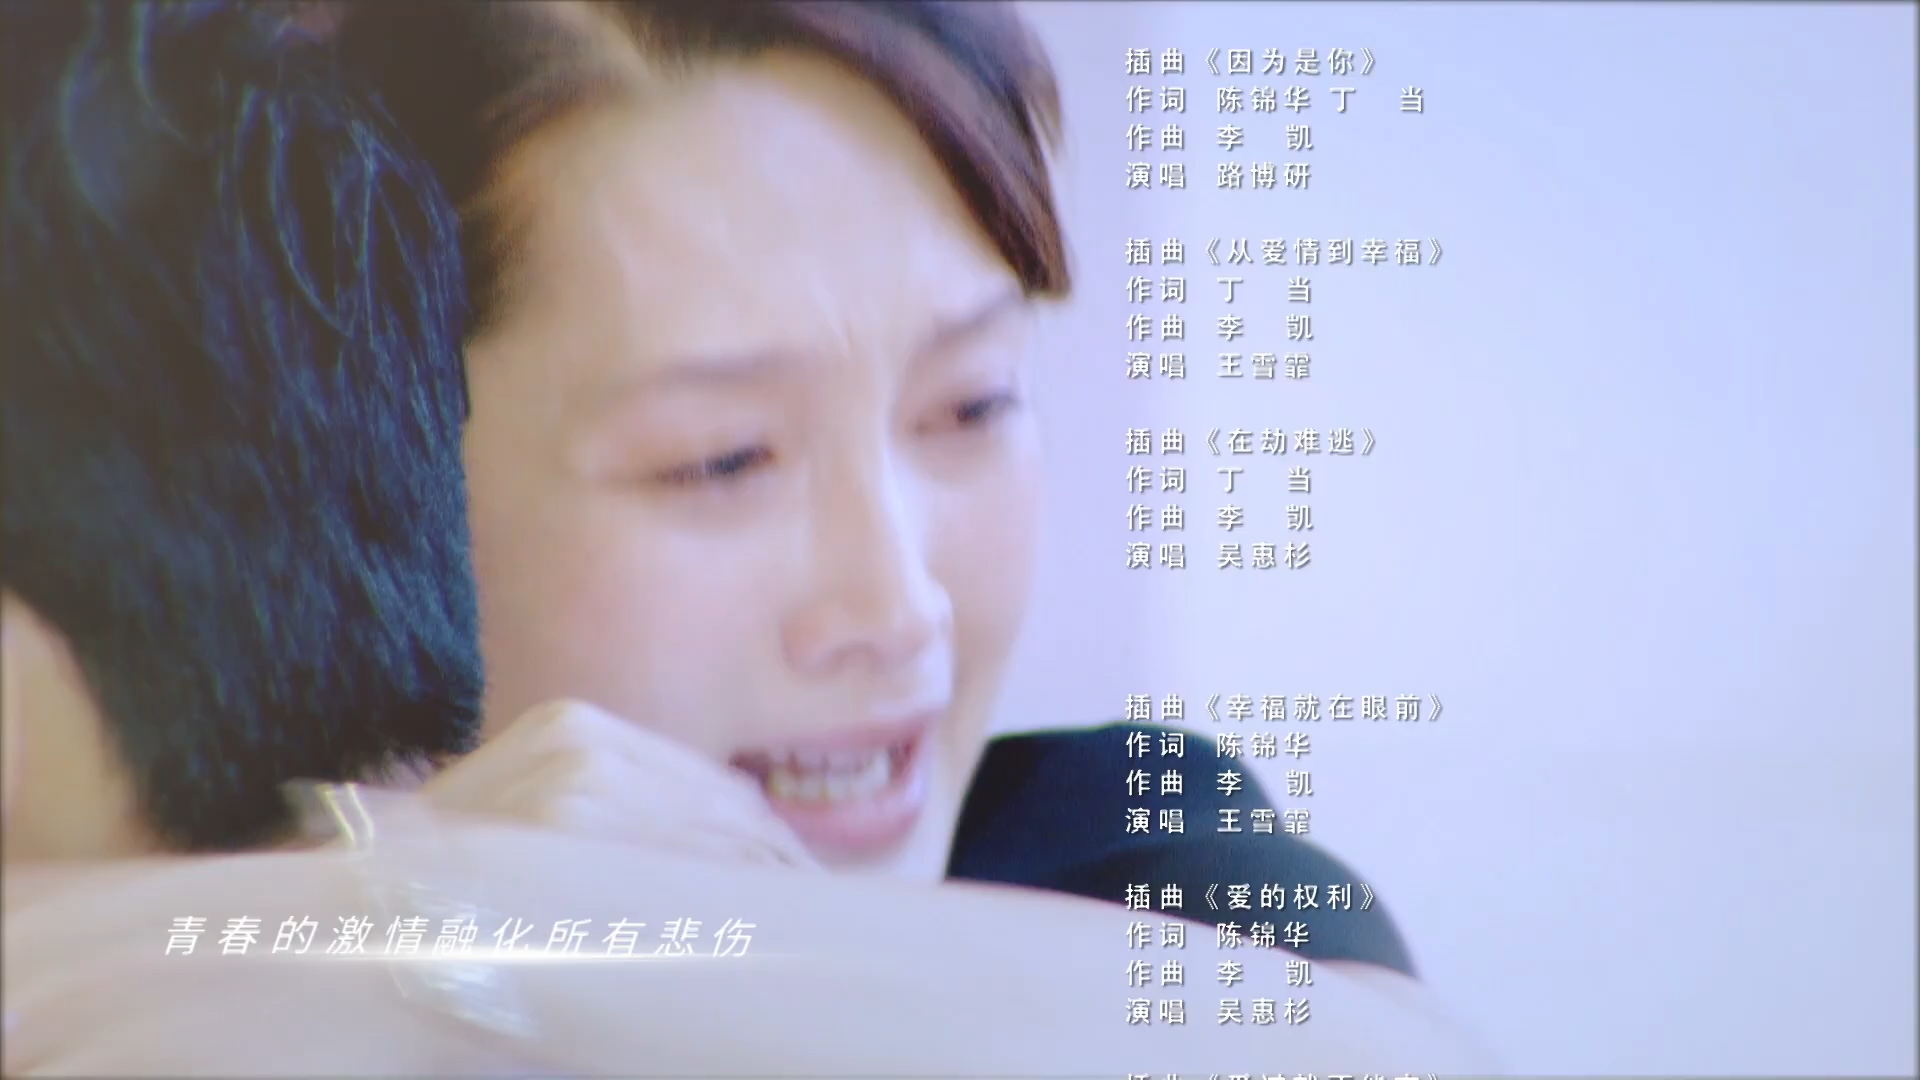 插曲《因为是你》
作词 陈锦华 丁 当
作曲 李 凯
演唱 路博研
插曲《从爱情到幸福》
作词 丁 当
作曲 李 凯
演唱 王雪霏
插曲《在劫难逃》
作词 丁 当
作曲 李 凯
演唱 吴惠杉
插曲《幸福就在眼前》
作词 陈锦华
作曲 李 凯
演唱 王雪霏
插曲《爱的权利》
作词 陈锦华
作曲 李 凯
演唱 吴惠杉
青春的激情融化所有悲伤